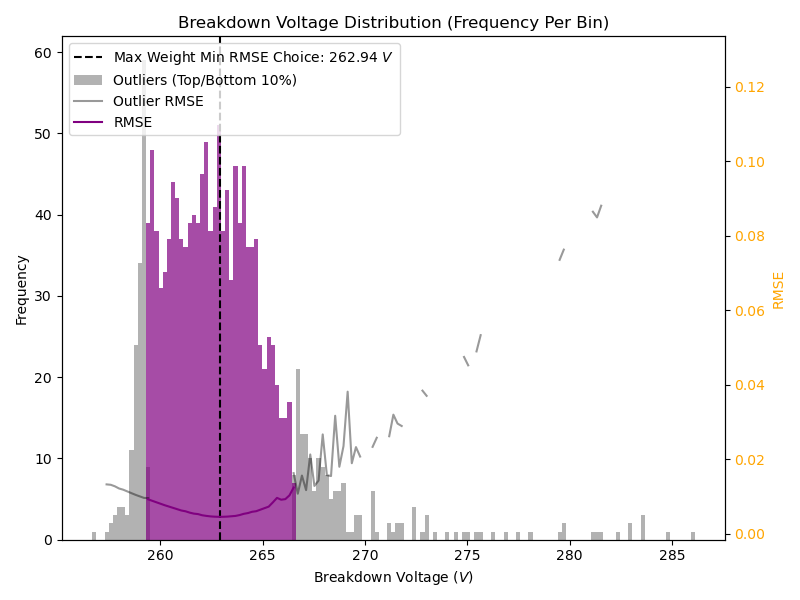 Breakdown Voltage Distribution (Frequency Per Bin)
Max Weight Min RMSE Choice: 262.94 V
Outliers (Top/Bottom 10%)
Outlier RMSE
RMSE
60
50
40
30
20
10
0
Frequency
0.12
0.10
0.08
0.06
0.04
0.02
0.00
RMSE
260 265 270 275 280 285
Breakdown Voltage (V)